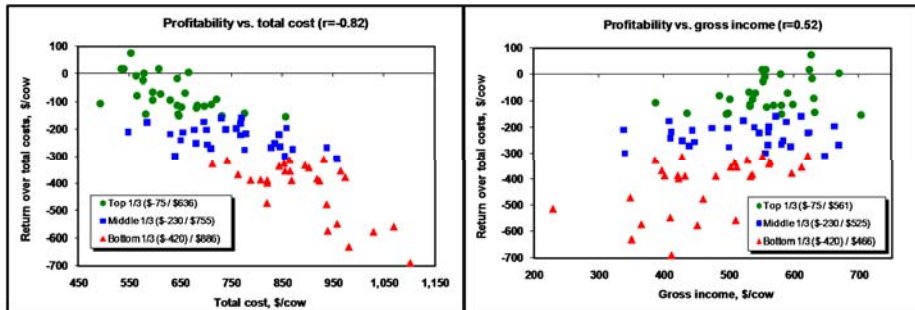 Profitability vs. total cost (r=-0.82)
Return over total costs, $/cow
100
0
-100
-200
-300
-400
-500
-600
-700
Top 1/3 ($-75 / $636)
Middle 1/3 ($-230 / $755)
Bottom 1/3 ($-420) / $886)
450
550
650
750
850
950
1,050
1,150
Total cost, $/cow
Profitability vs. gross income (r=0.52)
Return over total costs, $/cow
100
0
-100
-200
-300
-400
-500
-600
-700
Top 1/3 ($-75 / $561)
Middle 1/3 ($-230 / $525)
Bottom 1/3 ($-420) / $466)
200
300
400
500
600
700
Gross income, $/cow